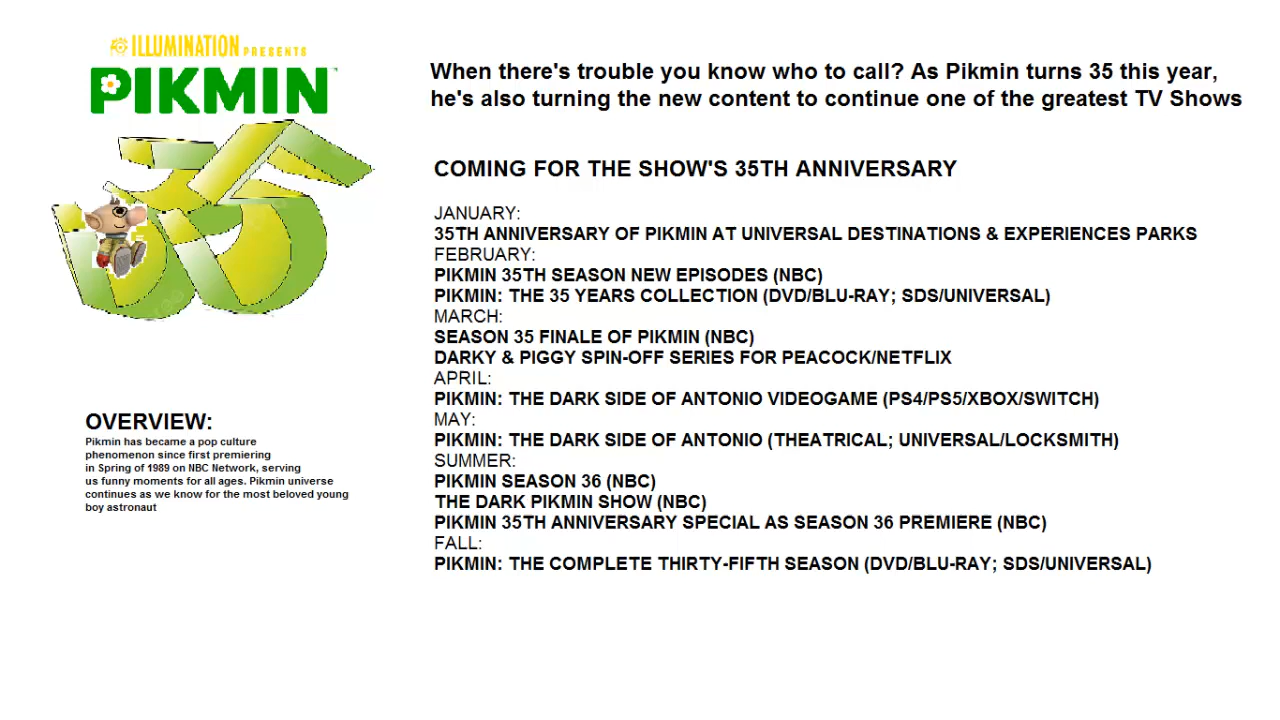 ILLUMINATION PRESENTS
PIKMIN
35
When there's trouble you know who to call? As Pikmin turns 35 this year,
he's also turning the new content to continue one of the greatest TV Shows
COMING FOR THE SHOW'S 35TH ANNIVERSARY
JANUARY:
35TH ANNIVERSARY OF PIKMIN AT UNIVERSAL DESTINATIONS & EXPERIENCES PARKS
FEBRUARY:
PIKMIN 35TH SEASON NEW EPISODES (NBC)
PIKMIN: THE 35 YEARS COLLECTION (DVD/BLU-RAY; SDS/UNIVERSAL)
MARCH:
SEASON 35 FINALE OF PIKMIN (NBC)
DARKY & PIGGY SPIN-OFF SERIES FOR PEACOCK/NETFLIX
APRIL:
PIKMIN: THE DARK SIDE OF ANTONIO VIDEOGAME (PS4/PS5/XBOX/SWITCH)
MAY:
PIKMIN: THE DARK SIDE OF ANTONIO (THEATRICAL; UNIVERSAL/LOCKSMITH)
SUMMER:
PIKMIN SEASON 36 (NBC)
THE DARK PIKMIN SHOW (NBC)
PIKMIN 35TH ANNIVERSARY SPECIAL AS SEASON 36 PREMIERE (NBC)
FALL:
PIKMIN: THE COMPLETE THIRTY-FIFTH SEASON (DVD/BLU-RAY; SDS/UNIVERSAL)
OVERVIEW:
Pikmin has became a pop culture
phenomenon since first premiering
in Spring of 1989 on NBC Network, serving
us funny moments for all ages. Pikmin universe
continues as we know for the most beloved young
boy astronaut